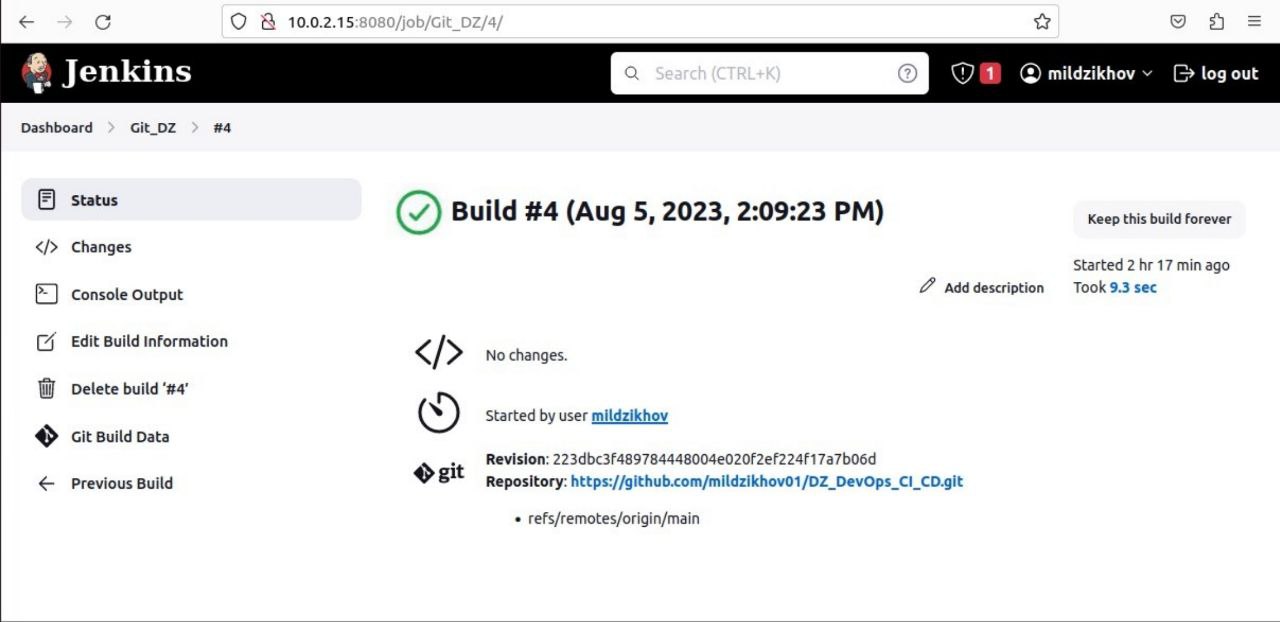 10.0.2.15:8080/job/Git_DZ/4/
Jenkins
Search (CTRL+K)
?
1
mildzikhov
log out
Dashboard > Git_DZ > #4
Status
Changes
Console Output
Edit Build Information
Delete build ‘#4’
Git Build Data
Previous Build
Build #4 (Aug 5, 2023, 2:09:23 PM)
Keep this build forever
Started 2 hr 17 min ago
Took 9.3 sec
Add description
</>
No changes.
Started by user mildzikhov
git
Revision: 223dbc3f489784448004e020f2ef224f17a7b06d
Repository: https://github.com/mildzikhov01/DZ_DevOps_CI_CD.git
• refs/remotes/origin/main